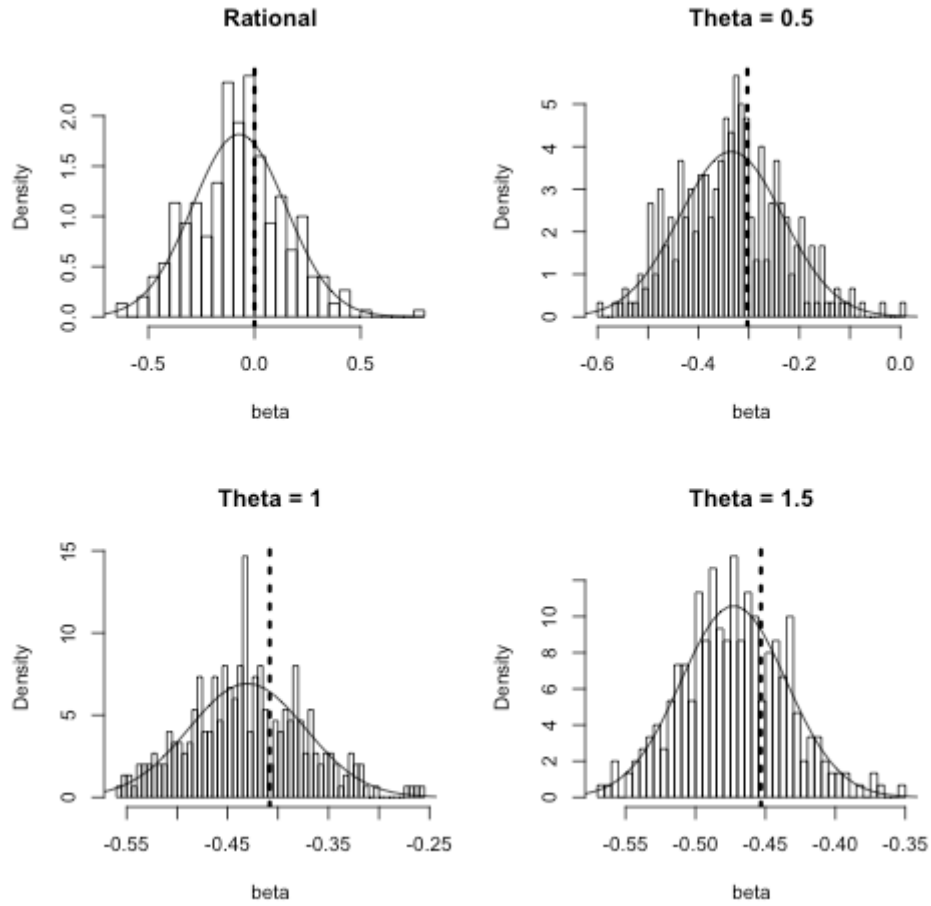 Rational
Density
0.0 0.5 1.0 1.5 2.0
-0.5 0.0 0.5
beta
Theta = 0.5
Density
0 1 2 3 4 5
-0.6 -0.4 -0.2 0.0
beta
Theta = 1
Density
0 5 10 15
-0.55 -0.45 -0.35 -0.25
beta
Theta = 1.5
Density
0 2 4 6 8 10
-0.55 -0.50 -0.45 -0.40 -0.35
beta